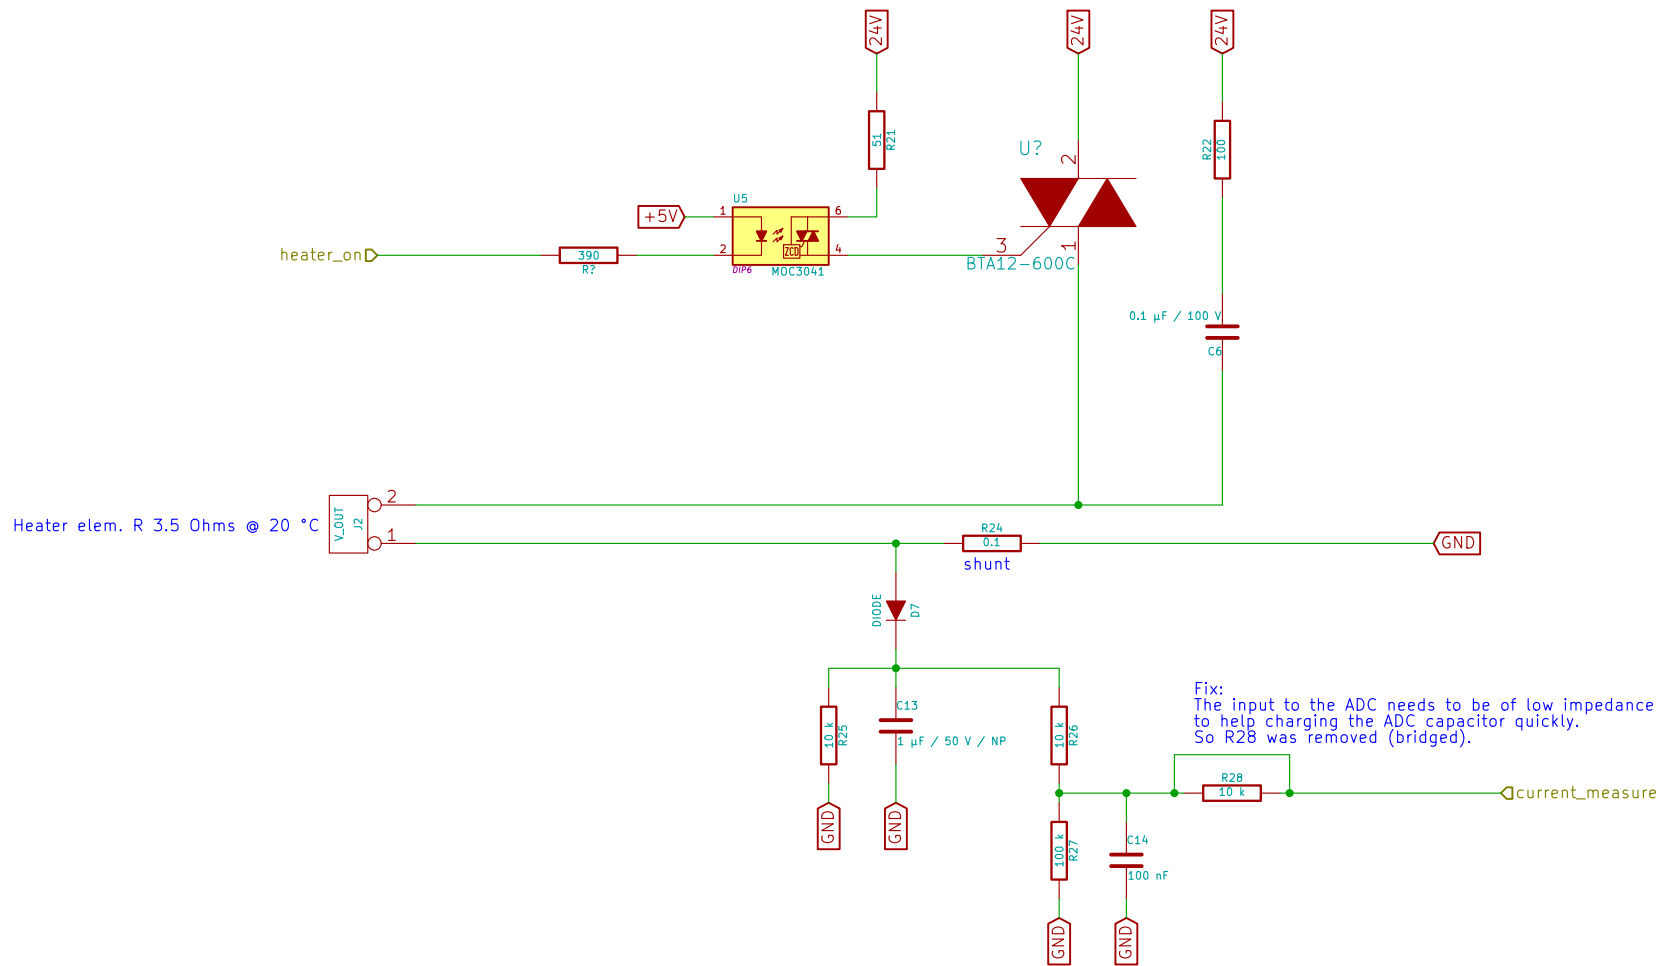 24V
24V
24V
51
R21
R22
100
U?
2
U5
+5V
1
6
heater_on
390
R?
2
4
ZCD
DIP6
MOC3041
3
1
BTA12-600C
0.1 µF / 100 V
C6
Heater elem. R 3.5 Ohms @ 20 °C
V_OUT
J2
2
1
R24
0.1
shunt
GND
DIODE
D7
Fix:
The input to the ADC needs to be of low impedance
to help charging the ADC capacitor quickly.
So R28 was removed (bridged).
10 k
R25
C13
1 µF / 50 V / NP
10 k
R26
R28
10 k
current_measure
GND
GND
100 k
R27
C14
100 nF
GND
GND